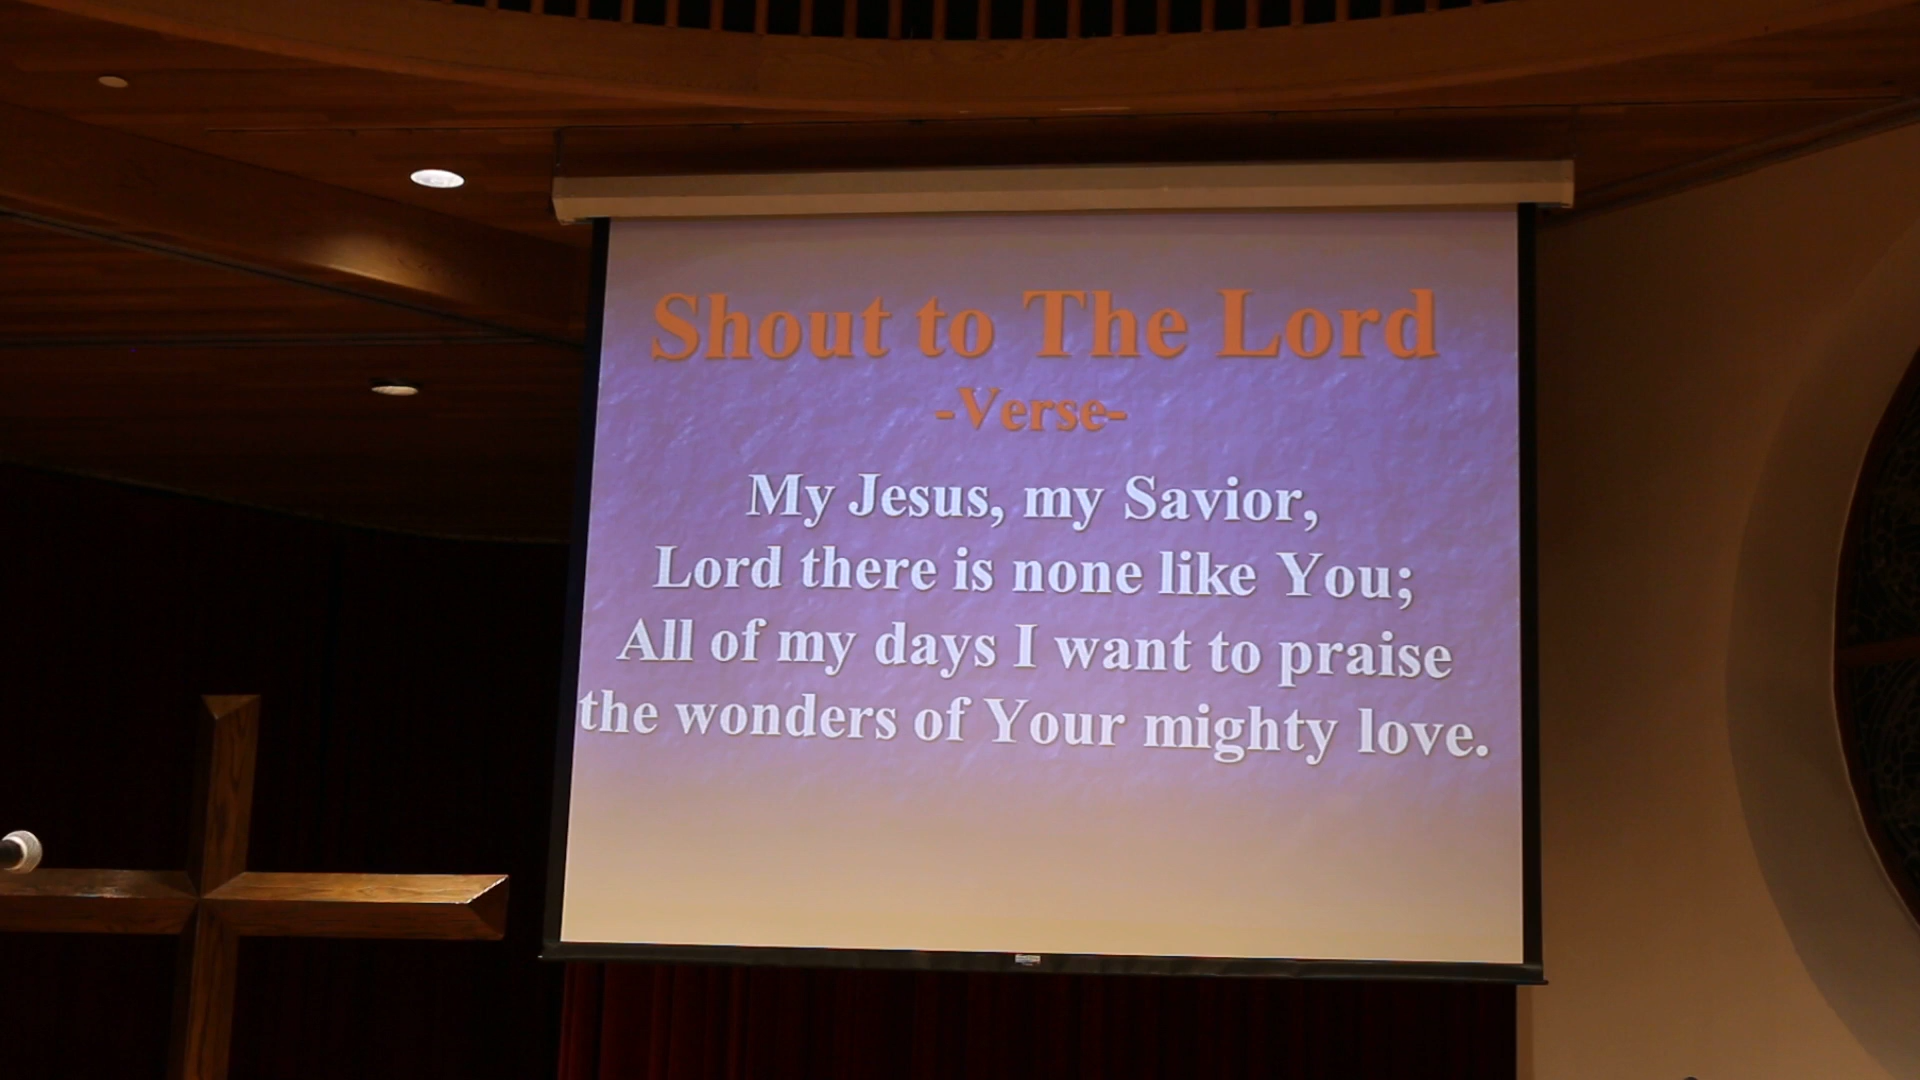 Shout to The Lord
-Verse-
My Jesus, my Savior,
Lord there is none like You;
All of my days I want to praise
the wonders of Your mighty love.